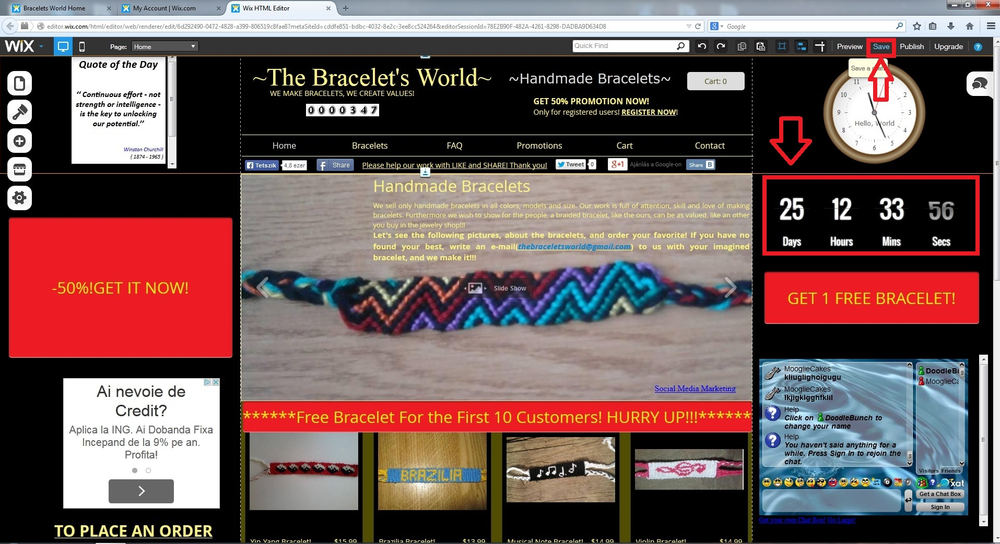 Bracelets World Home
My Account | Wix.com
Wix HTML Editor
editor.wix.com/html/editor/web/renderer/edit/6d292490-0472-4828-a399-806519c8fae8?metaSiteId=cddfe851-bdbc-4032-8e2c-3ee8cc524264&editorSessionId=78E2B90F-482A-4261-8298-DADBA9D634D8
Google
WiX
Page:
Home
Quick Find
Preview
Save
Publish
Upgrade
Save a draft
Quote of the Day
“ Continuous effort - not
strength or intelligence -
is the key to unlocking
our potential.”
Winston Churchill
( 1874 - 1965 )
~The Bracelet's World~
WE MAKE BRACELETS, WE CREATE VALUES!
0000347
~Handmade Bracelets~
Cart: 0
GET 50% PROMOTION NOW!
Only for registered users! REGISTER NOW!
11
1
10
2
9
3
8
4
7
5
6
Hello, World
Home
Bracelets
FAQ
Promotions
Cart
Contact
Tetszik
4,8 ezer
Share
Please help our work with LIKE and SHARE! Thank you!
Tweet
0
g+1
Ajánlás a Google-on
Share B
Handmade Bracelets
We sell only handmade bracelets in all colors, models and size. Our work is full of attention, skill and love of making
bracelets. Furthermore we wish to show for the people, a braided bracelet, like the ours, can be as valued, like an other
you buy in the jewelry shop!!!
Let's see the following pictures, about the bracelets, and order your favorite! If you have no
found your best, write an e-mail(thebraceletsworld@gmail.com) to us with your imagined
bracelet, and we make it!!!
Slide Show
Social Media Marketing
25 12 33 56
Days Hours Mins Secs
-50%!GET IT NOW!
GET 1 FREE BRACELET!
Ai nevoie de
Credit?
Aplica la ING. Ai Dobanda Fixa
Incepand de la 9% pe an.
Profita!
TO PLACE AN ORDER
******Free Bracelet For the First 10 Customers! HURRY UP!!!******
BRAZILIA
Yin Yang Bracelet! $15.99
Brazilia Bracelet! $13.99
Musical Note Bracelet! $14.99
Violin Bracelet! $14.99
MooglieCakes
kliuglighoigugu
MooglieCakes
lkjigklgghfklil
Help
Click on DoodleBunch to
change your name
Help
You haven't said anything for a
while. Press Sign In to rejoin the
chat.
DoodleB
MooglieCa
Visitors Friends
xat
Get a Chat Box
Sign In
Get your own Chat Box! Go Large!